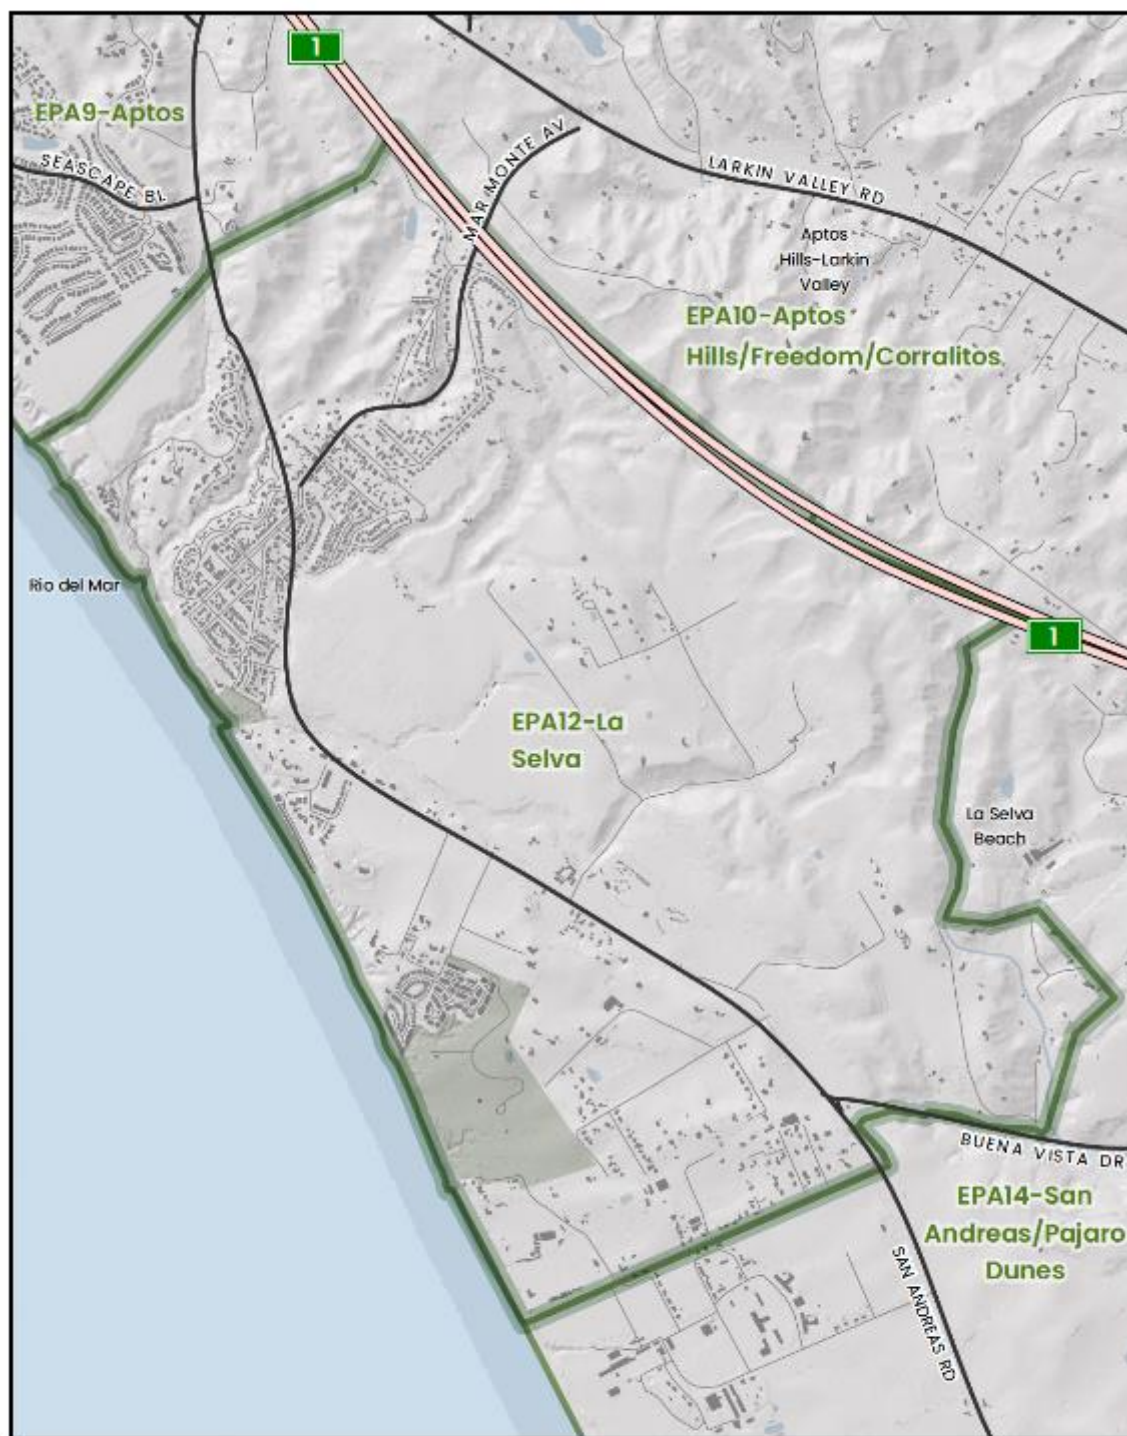 1
EPA9-Aptos
SEASCAPE BL
MAR MONTE AV
LARKIN VALLEY RD
Aptos
Hills-Larkin
Valley
EPA10-Aptos
Hills/Freedom/Corralitos
Rio del Mar
1
EPA12-La
Selva
La Selva
Beach
BUENA VISTA DR
EPA14-San
Andreas/Pajaro
Dunes
SAN ANDREAS RD